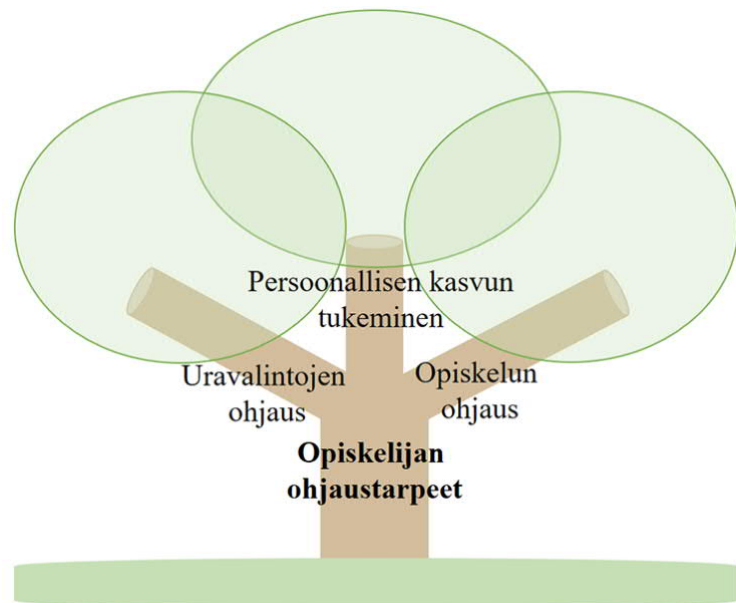 Persoonallisen kasvun
tukeminen
Uravalintojen
ohjaus
Opiskelun
ohjaus
Opiskelijan
ohjaustarpeet